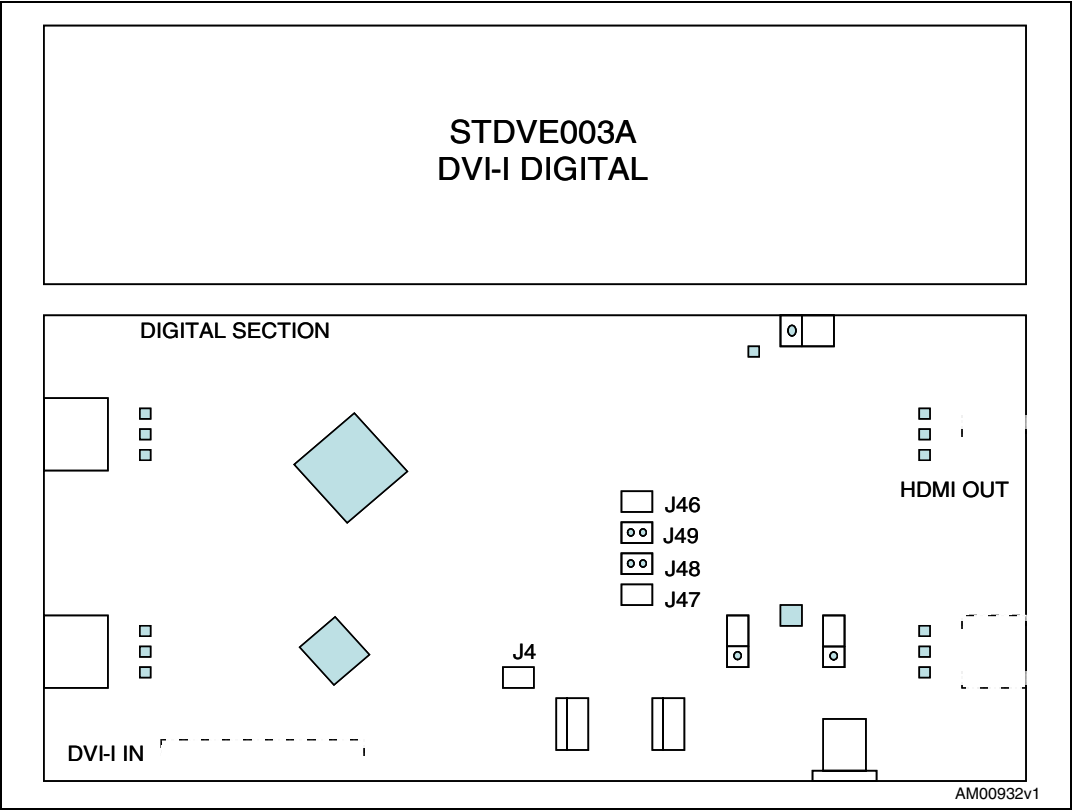 STDVE003A
DVI-I DIGITAL
DIGITAL SECTION
HDMI OUT
J46
J49
J48
J47
J4
DVI-I IN
AM00932v1